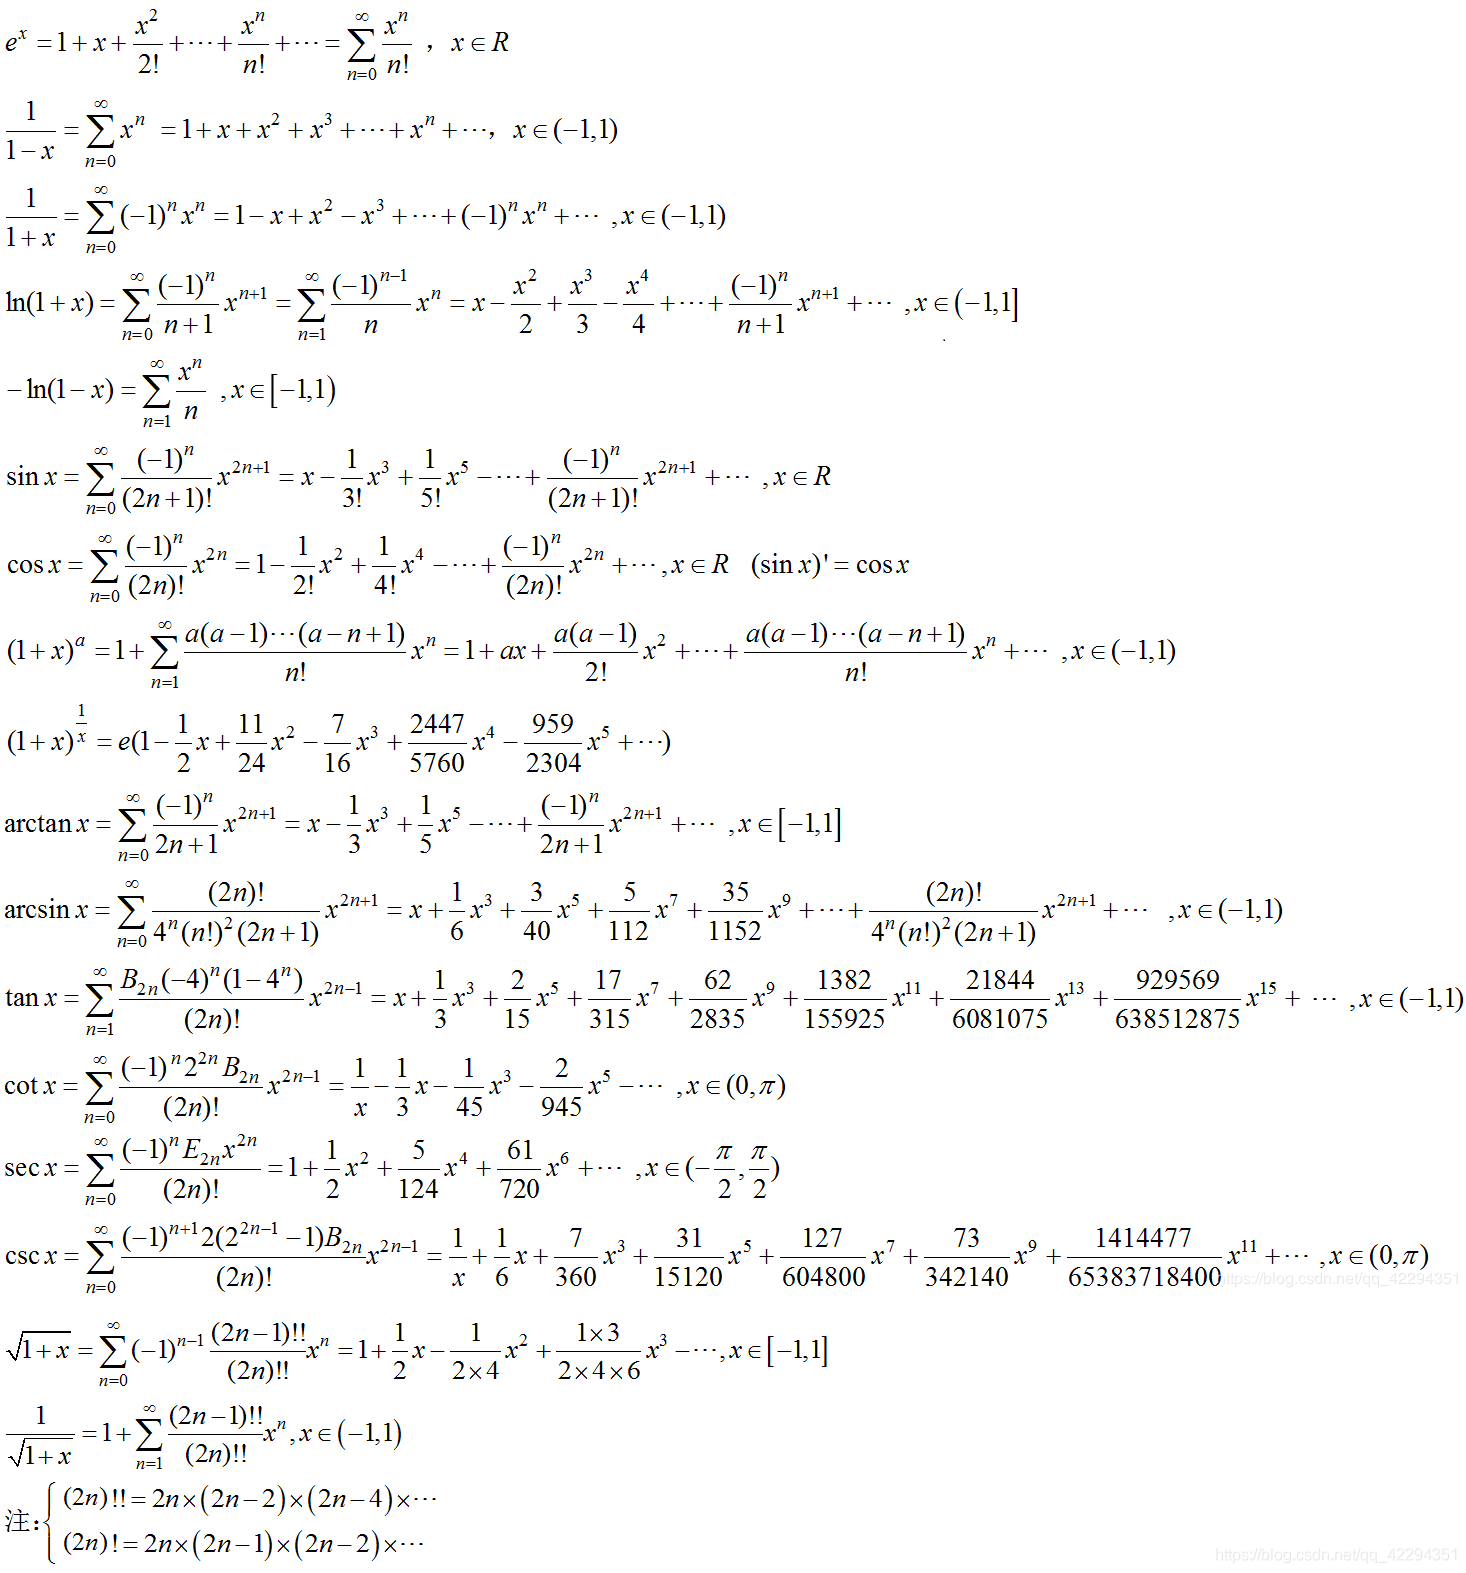 e^x = 1 + x + x^2/2! + ··· + x^n/n! + ··· = ∑_{n=0}^{∞} x^n/n! ，x ∈ R
1/(1−x) = ∑_{n=0}^{∞} x^n = 1 + x + x^2 + x^3 + ··· + x^n + ···，x ∈ (−1,1)
1/(1+x) = ∑_{n=0}^{∞} (−1)^n x^n = 1 − x + x^2 − x^3 + ··· + (−1)^n x^n + ··· ,x ∈ (−1,1)
ln(1+x) = ∑_{n=0}^{∞} (−1)^n/(n+1) x^{n+1} = ∑_{n=1}^{∞} (−1)^{n−1}/n x^n = x − x^2/2 + x^3/3 − x^4/4 + ··· + (−1)^n/(n+1) x^{n+1} + ··· ,x ∈ (−1,1]
−ln(1−x) = ∑_{n=1}^{∞} x^n/n ,x ∈ [−1,1)
sin x = ∑_{n=0}^{∞} (−1)^n/(2n+1)! x^{2n+1} = x − 1/3! x^3 + 1/5! x^5 − ··· + (−1)^n/(2n+1)! x^{2n+1} + ··· ,x ∈ R
cos x = ∑_{n=0}^{∞} (−1)^n/(2n)! x^{2n} = 1 − 1/2! x^2 + 1/4! x^4 − ··· + (−1)^n/(2n)! x^{2n} + ··· ,x ∈ R (sin x)' = cos x
(1+x)^a = 1 + ∑_{n=1}^{∞} a(a−1)···(a−n+1)/n! x^n = 1 + ax + a(a−1)/2! x^2 + ··· + a(a−1)···(a−n+1)/n! x^n + ··· ,x ∈ (−1,1)
(1+x)^{1/x} = e(1 − 1/2 x + 11/24 x^2 − 7/16 x^3 + 2447/5760 x^4 − 959/2304 x^5 + ···)
arctan x = ∑_{n=0}^{∞} (−1)^n/(2n+1) x^{2n+1} = x − 1/3 x^3 + 1/5 x^5 − ··· + (−1)^n/(2n+1) x^{2n+1} + ··· ,x ∈ [−1,1]
arcsin x = ∑_{n=0}^{∞} (2n)!/(4^n(n!)^2(2n+1)) x^{2n+1} = x + 1/6 x^3 + 3/40 x^5 + 5/112 x^7 + 35/1152 x^9 + ··· + (2n)!/(4^n(n!)^2(2n+1)) x^{2n+1} + ··· ,x ∈ (−1,1)
tan x = ∑_{n=1}^{∞} B_{2n}(−4)^n(1−4^n)/(2n)! x^{2n−1} = x + 1/3 x^3 + 2/15 x^5 + 17/315 x^7 + 62/2835 x^9 + 1382/155925 x^{11} + 21844/6081075 x^{13} + 929569/638512875 x^{15} + ··· ,x ∈ (−1,1)
cot x = ∑_{n=0}^{∞} (−1)^n 2^{2n} B_{2n}/(2n)! x^{2n−1} = 1/x − 1/3 x − 1/45 x^3 − 2/945 x^5 − ··· ,x ∈ (0,π)
sec x = ∑_{n=0}^{∞} (−1)^n E_{2n} x^{2n}/(2n)! = 1 + 1/2 x^2 + 5/124 x^4 + 61/720 x^6 + ··· ,x ∈ (−π/2,π/2)
csc x = ∑_{n=0}^{∞} (−1)^{n+1} 2(2^{2n−1}−1)B_{2n}/(2n)! x^{2n−1} = 1/x + 1/6 x + 7/360 x^3 + 31/15120 x^5 + 127/604800 x^7 + 73/342140 x^9 + 1414477/65383718400 x^{11} + ··· ,x ∈ (0,π)
https://blog.csdn.net/qq_42294351
√(1+x) = ∑_{n=0}^{∞} (−1)^{n−1} (2n−1)!!/(2n)!! x^n = 1 + 1/2 x − 1/(2×4) x^2 + (1×3)/(2×4×6) x^3 − ···,x ∈ [−1,1]
1/√(1+x) = 1 + ∑_{n=1}^{∞} (2n−1)!!/(2n)!! x^n ,x ∈ (−1,1)
注：{ (2n)!! = 2n×(2n−2)×(2n−4)×···
(2n)! = 2n×(2n−1)×(2n−2)×···
https://blog.csdn.net/qq_42294351